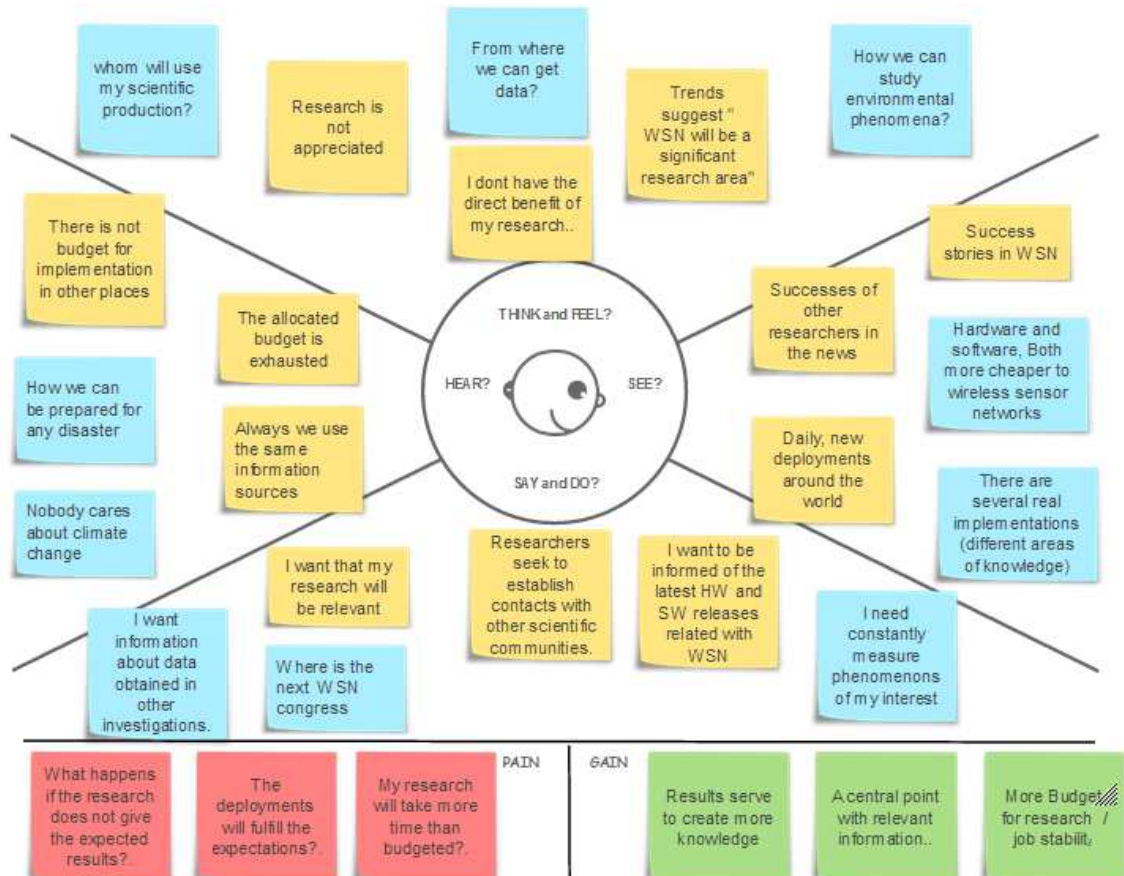 whom will use
my scientific
production?
Research is
not
appreciated
From where
we can get
data?
Trends
suggest "
WSN will be a
significant
research area"
How we can
study
environmental
phenomena?
I dont have the
direct benefit of
my research..
There is not
budget for
implementation
in other places
The allocated
budget is
exhausted
How we can
be prepared for
any disaster
Always we use
the same
information
sources
Nobody cares
about climate
change
THINK and FEEL?
HEAR?
SEE?
SAY and DO?
Success
stories in WSN
Successes of
other
researchers
in the news
Hardware and
software, Both
more cheaper to
wireless sensor
networks
Daily, new
deployments
around the
world
There are
several real
implementations
(different areas
of knowledge)
I want that my
research will
be relevant
Researchers
seek to
establish
contacts with
other scientific
communities.
I want to be
informed of the
latest HW and
SW releases
related with
WSN
I want
information
about data
obtained in
other
investigations.
Where is the
next WSN
congress
I need
constantly
measure
phenomenons
of my interest
PAIN
What happens
if the research
does not give
the expected
results?.
The
deployments
will fulfill the
expectations?.
My research
will take more
time than
budgeted?.
GAIN
Results serve
to create more
knowledge
A central point
with relevant
information..
More Budget
for research /
job